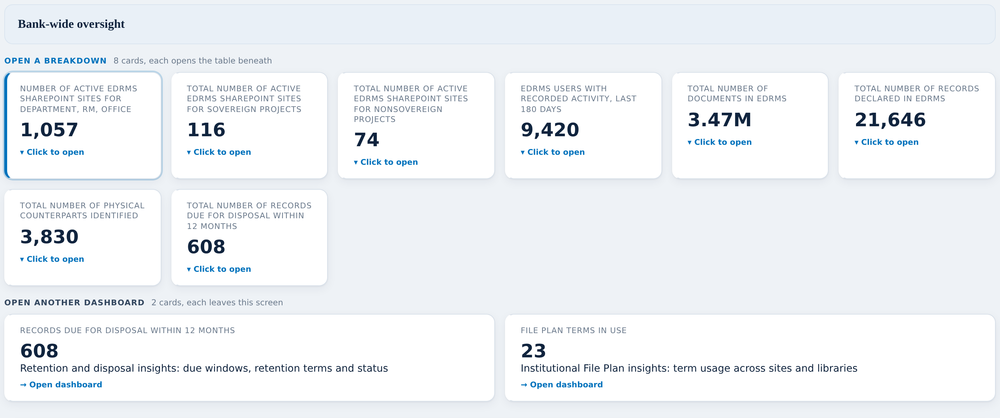 Bank-wide oversight
OPEN A BREAKDOWN 8 cards, each opens the table beneath
NUMBER OF ACTIVE EDRMS
SHAREPOINT SITES FOR
DEPARTMENT, RM, OFFICE
1,057
▾ Click to open
TOTAL NUMBER OF ACTIVE
EDRMS SHAREPOINT SITES
FOR SOVEREIGN PROJECTS
116
▾ Click to open
TOTAL NUMBER OF ACTIVE
EDRMS SHAREPOINT SITES
FOR NONSOVEREIGN
PROJECTS
74
▾ Click to open
EDRMS USERS WITH
RECORDED ACTIVITY, LAST
180 DAYS
9,420
▾ Click to open
TOTAL NUMBER OF
DOCUMENTS IN EDRMS
3.47M
▾ Click to open
TOTAL NUMBER OF RECORDS
DECLARED IN EDRMS
21,646
▾ Click to open
TOTAL NUMBER OF PHYSICAL
COUNTERPARTS IDENTIFIED
3,830
▾ Click to open
TOTAL NUMBER OF RECORDS
DUE FOR DISPOSAL WITHIN
12 MONTHS
608
▾ Click to open
OPEN ANOTHER DASHBOARD 2 cards, each leaves this screen
RECORDS DUE FOR DISPOSAL WITHIN 12 MONTHS
608
Retention and disposal insights: due windows, retention terms and status
→ Open dashboard
FILE PLAN TERMS IN USE
23
Institutional File Plan insights: term usage across sites and libraries
→ Open dashboard